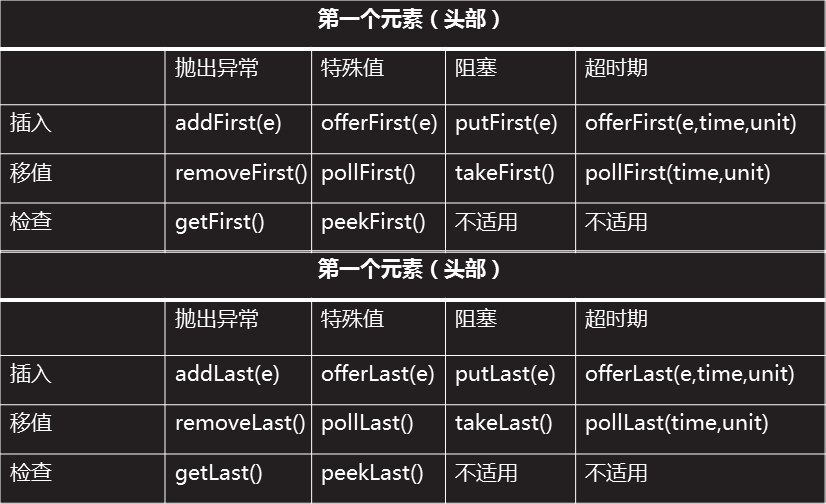 第一个元素（头部）
抛出异常 特殊值 阻塞 超时期
插入 addFirst(e) offerFirst(e) putFirst(e) offerFirst(e,time,unit)
移值 removeFirst() pollFirst() takeFirst() pollFirst(time,unit)
检查 getFirst() peekFirst() 不适用 不适用
第一个元素（头部）
抛出异常 特殊值 阻塞 超时期
插入 addLast(e) offerLast(e) putLast(e) offerLast(e,time,unit)
移值 removeLast() pollLast() takeLast() pollLast(time,unit)
检查 getLast() peekLast() 不适用 不适用